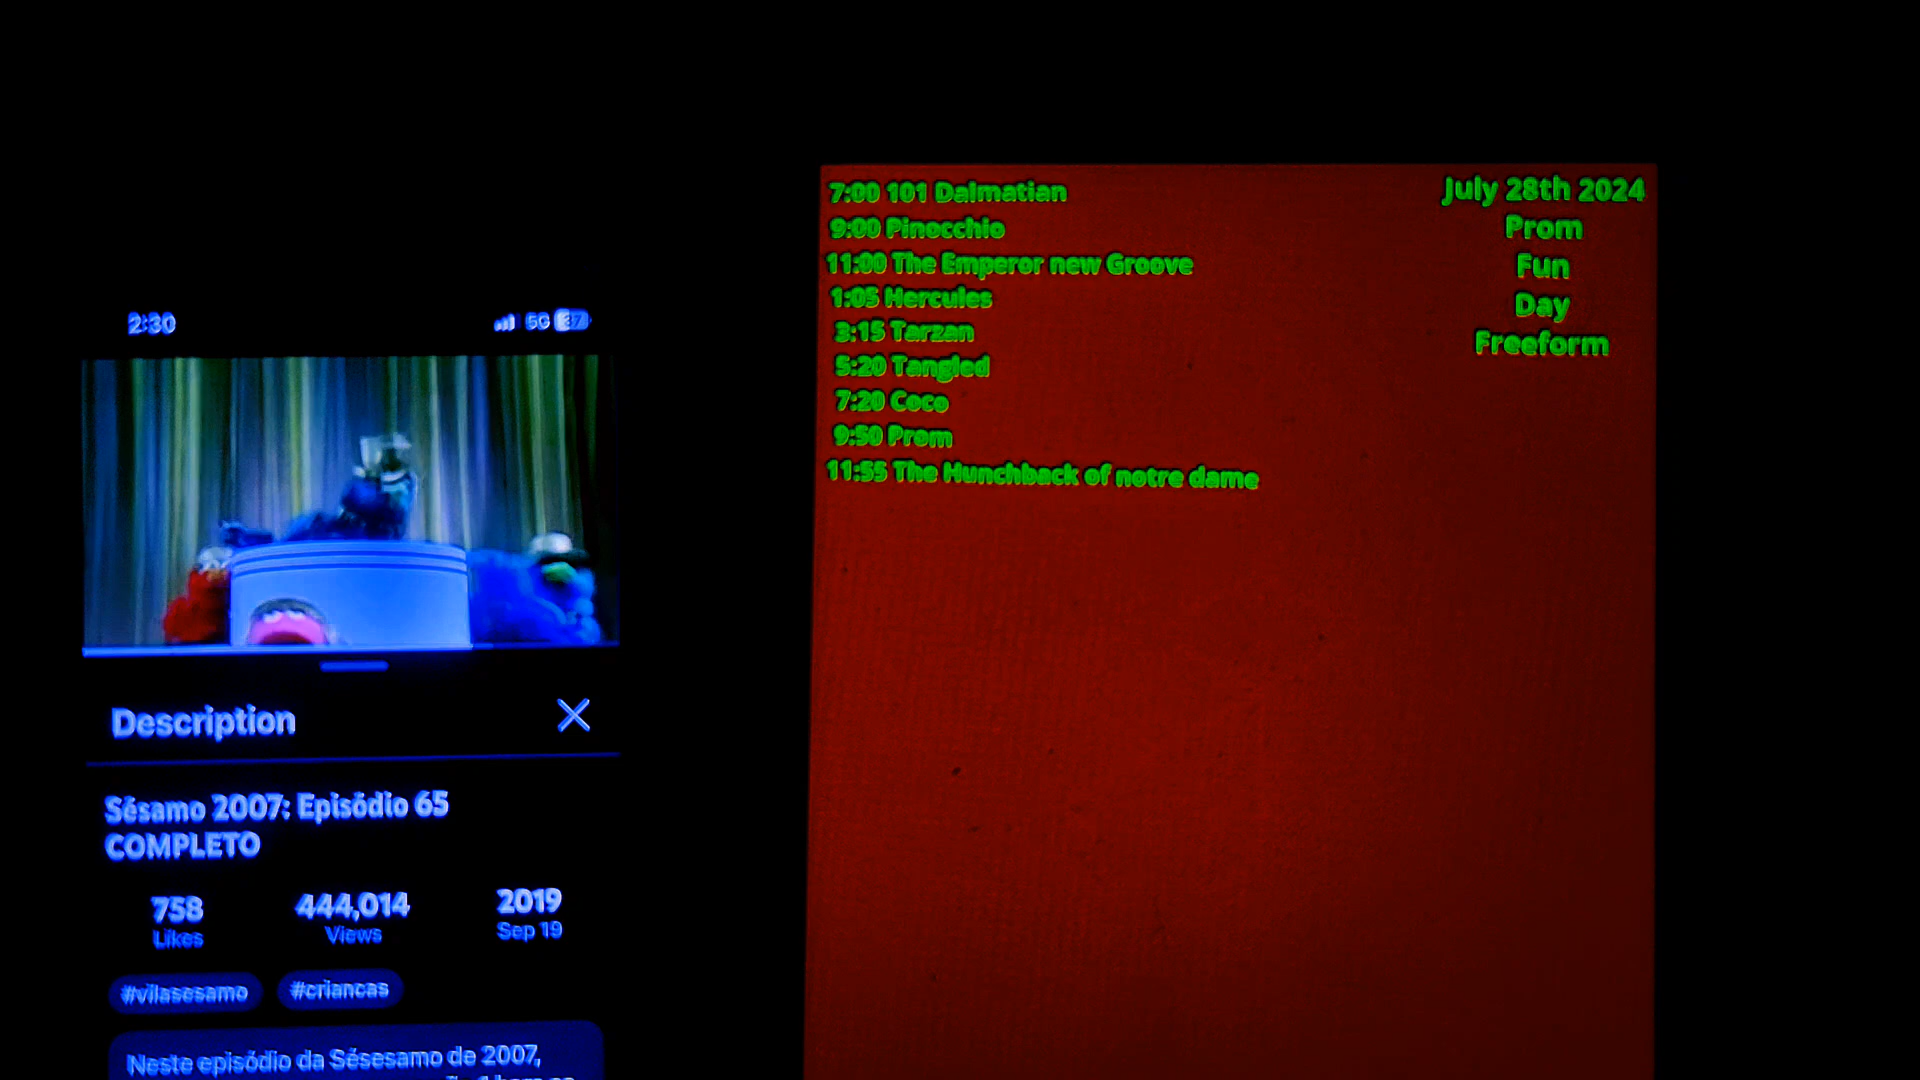 2:30
5G 37
Description
Sésamo 2007: Episódio 65
COMPLETO
758
Likes
444,014
Views
2019
Sep 19
#vilasesamo
#criancas
Neste episódio da Sésesamo de 2007,
7:00 101 Dalmatian
9:00 Pinocchio
11:00 The Emperor new Groove
1:05 Hercules
3:15 Tarzan
5:20 Tangled
7:20 Coco
9:50 Prom
11:55 The Hunchback of notre dame
July 28th 2024
Prom
Fun
Day
Freeform